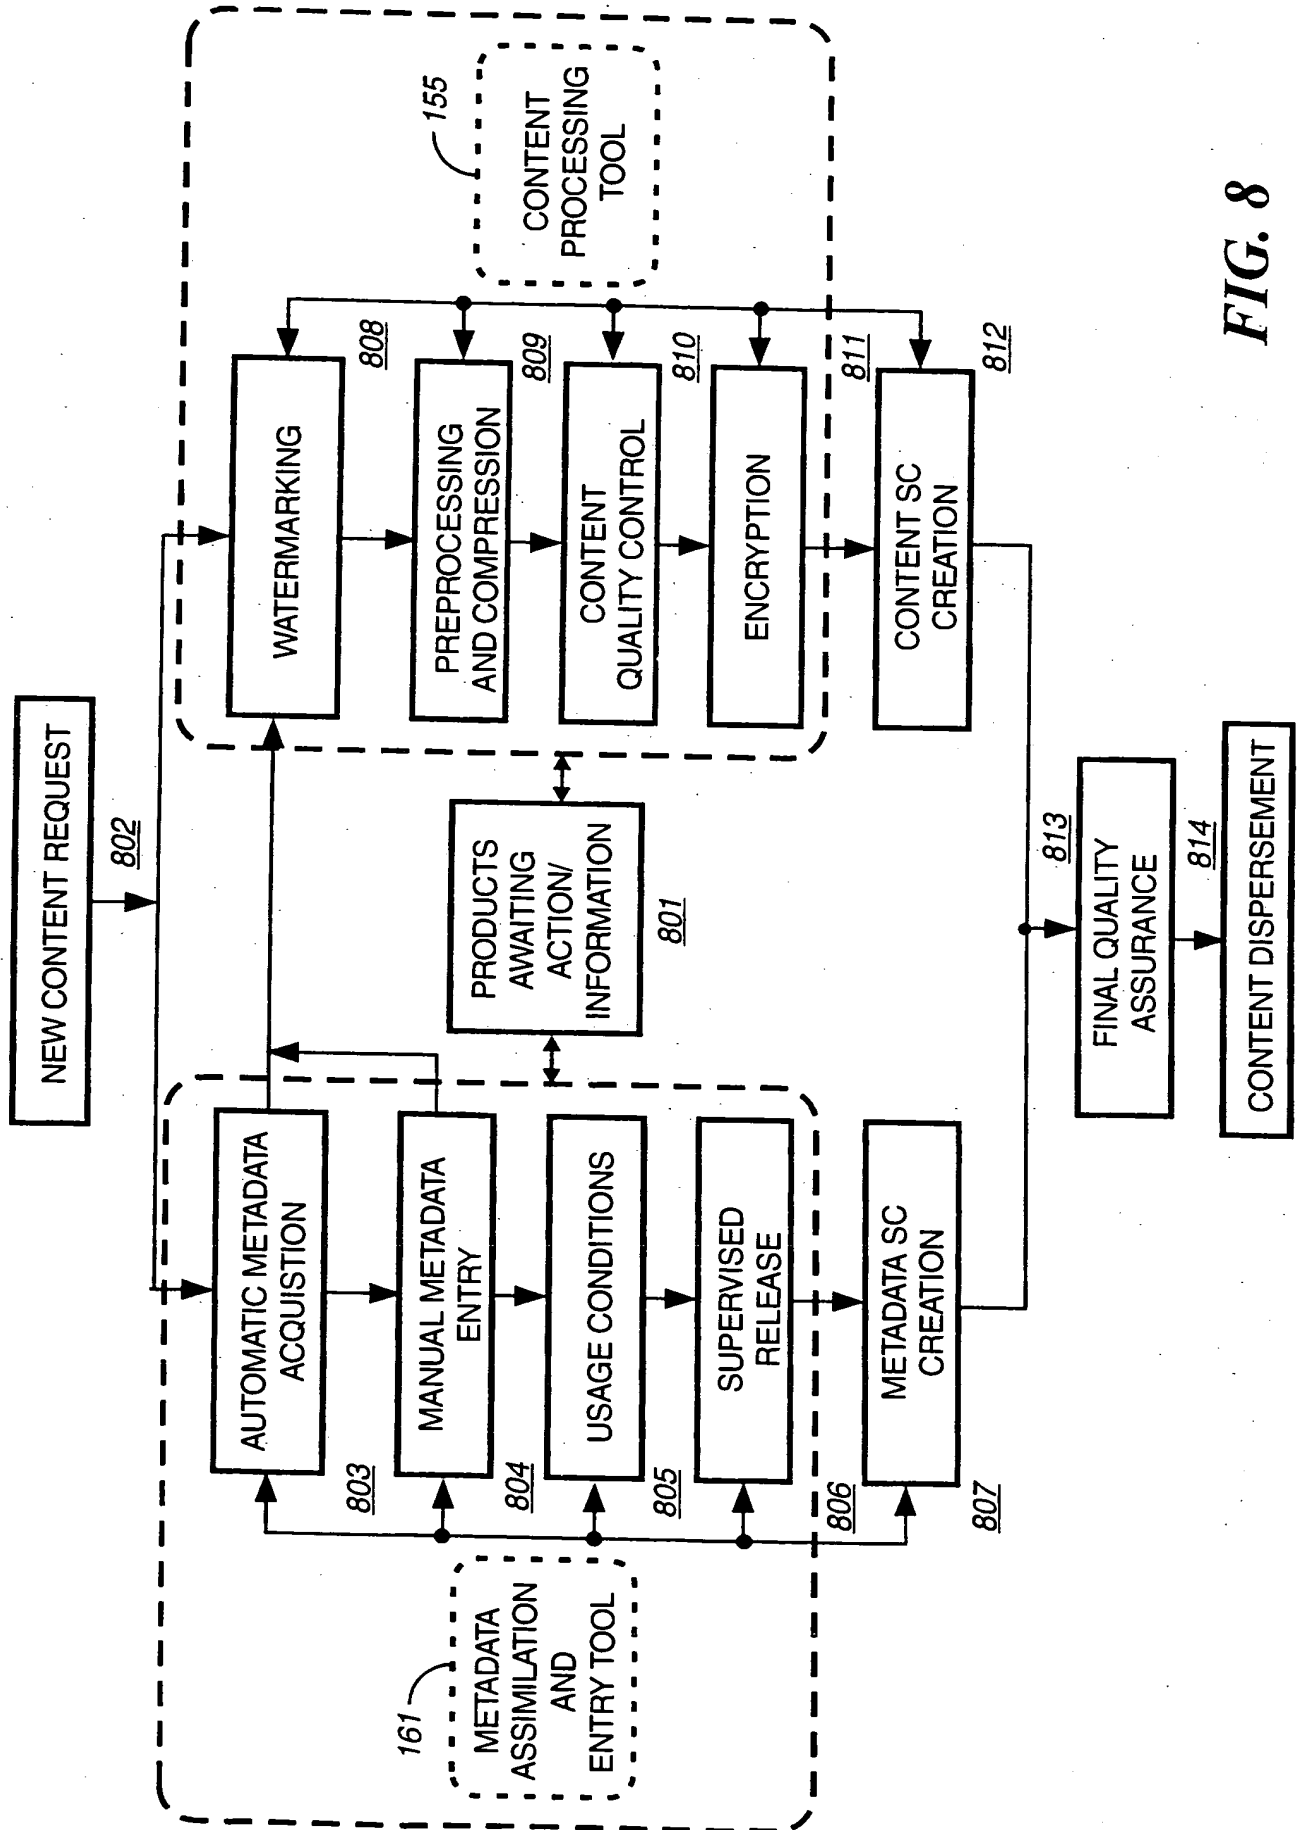 NEW CONTENT REQUEST
802
AUTOMATIC METADATA
ACQUISTION
803
MANUAL METADATA
ENTRY
804
USAGE CONDITIONS
805
SUPERVISED
RELEASE
806
METADATA SC
CREATION
807
161
METADATA
ASSIMILATION
AND
ENTRY TOOL
PRODUCTS
AWAITING
ACTION/
INFORMATION
801
WATERMARKING
808
PREPROCESSING
AND COMPRESSION
809
CONTENT
QUALITY CONTROL
810
ENCRYPTION
811
CONTENT SC
CREATION
812
155
CONTENT
PROCESSING
TOOL
FINAL QUALITY
ASSURANCE
813
CONTENT DISPERSEMENT
814
FIG. 8